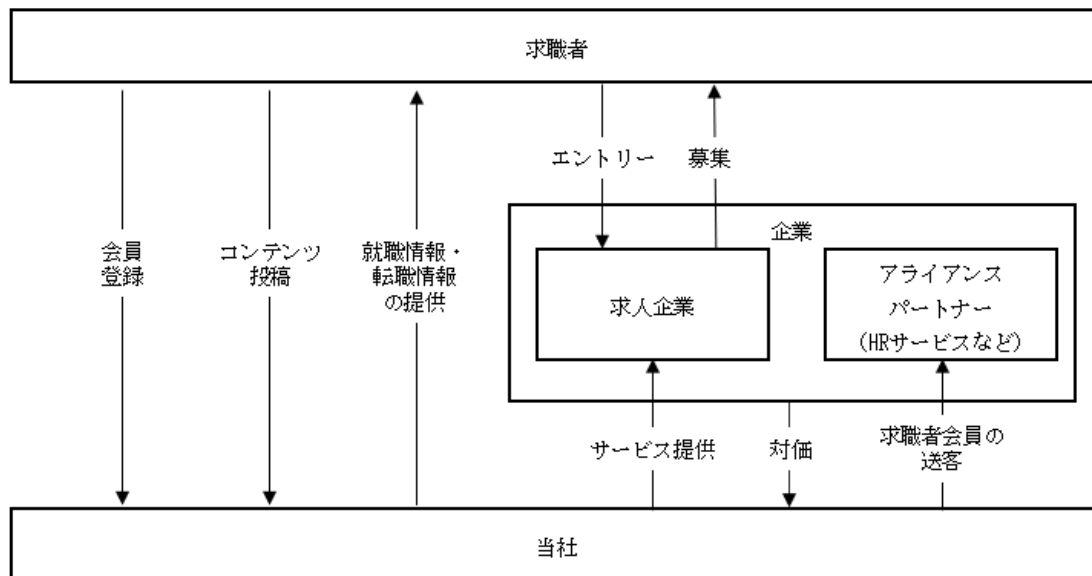 求職者
エントリー
募集
会員
登録
コンテンツ
投稿
就職情報・
転職情報
の提供
企業
求人企業
アライアンス
パートナー
(HRサービスなど)
サービス提供
対価
求職者会員の
送客
当社